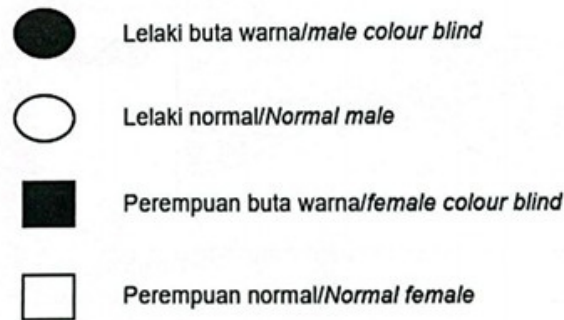 Lelaki buta warna/male colour blind
Lelaki normal/Normal male
Perempuan buta warna/female colour blind
Perempuan normal/Normal female